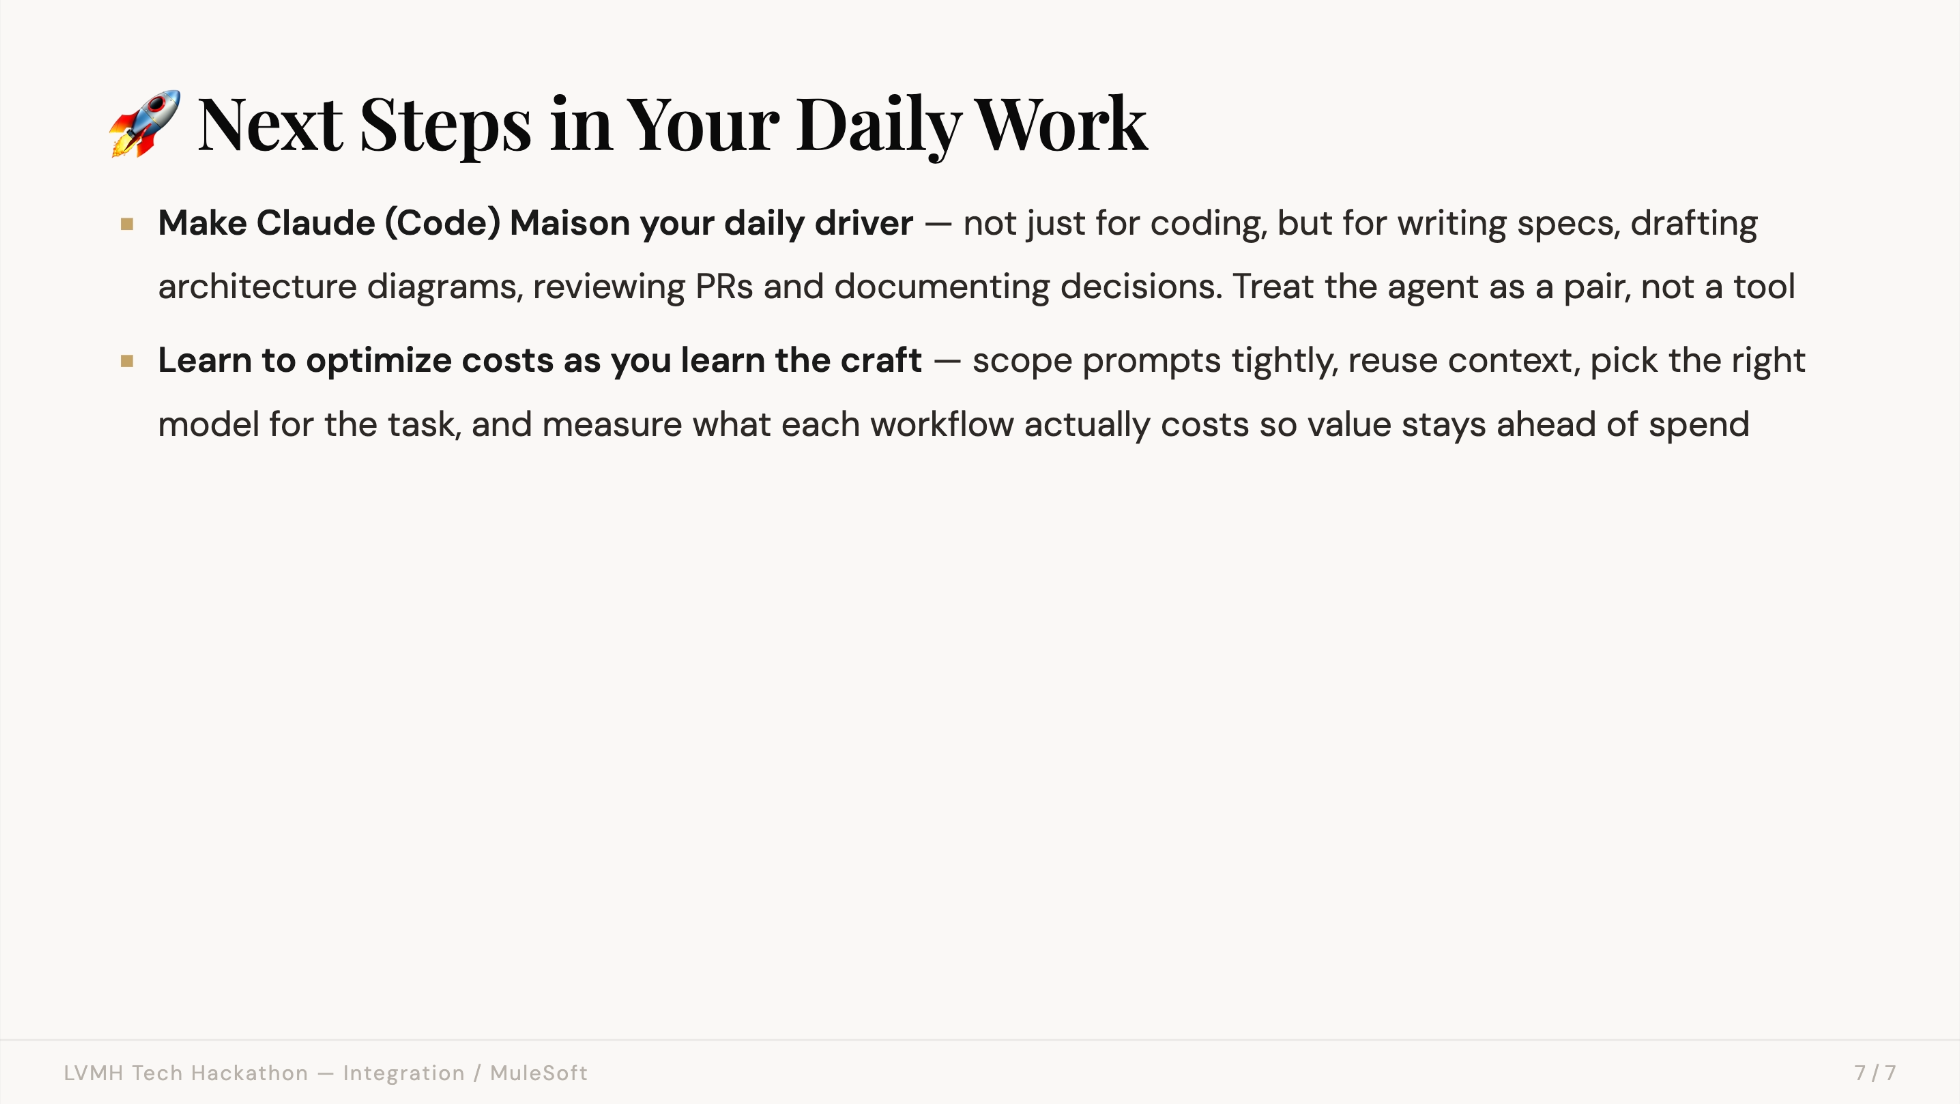 🚀 Next Steps in Your Daily Work
Make Claude (Code) Maison your daily driver — not just for coding, but for writing specs, drafting
architecture diagrams, reviewing PRs and documenting decisions. Treat the agent as a pair, not a tool
Learn to optimize costs as you learn the craft — scope prompts tightly, reuse context, pick the right
model for the task, and measure what each workflow actually costs so value stays ahead of spend
LVMH Tech Hackathon — Integration / MuleSoft
7 / 7